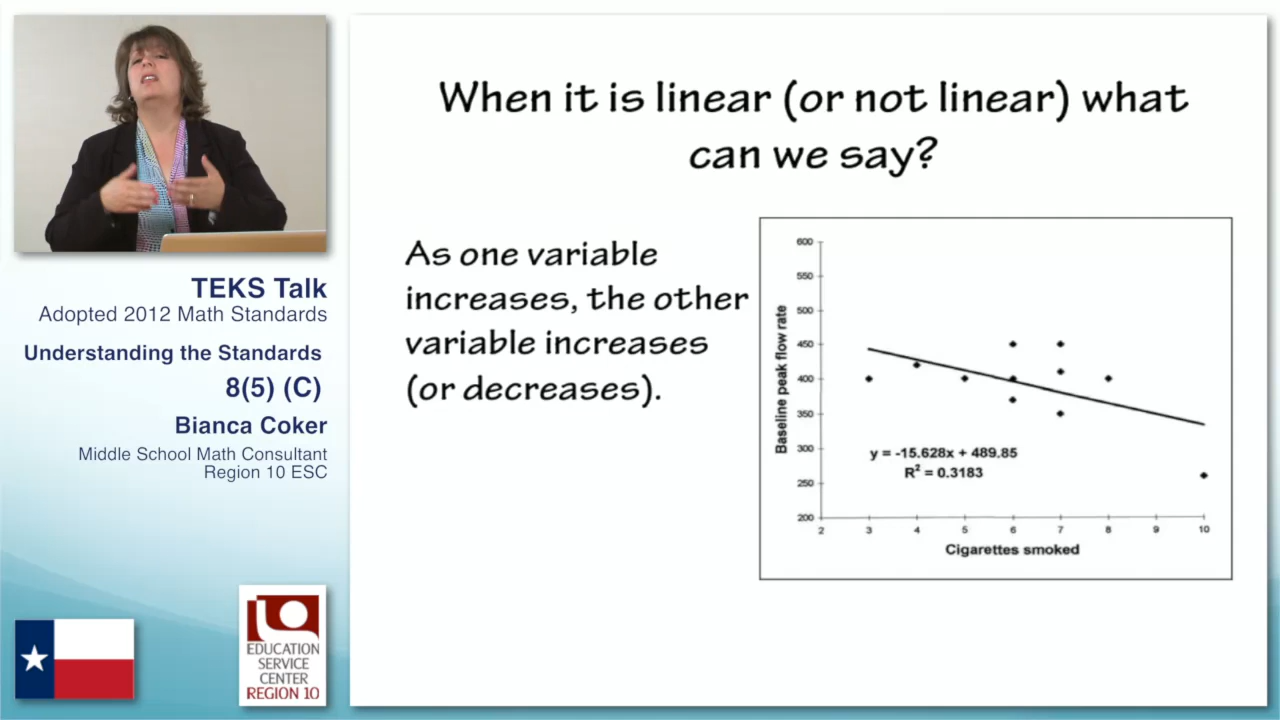 When it is linear (or not linear) what
can we say?
As one variable
increases, the other
variable increases
(or decreases).
TEKS Talk
Adopted 2012 Math Standards
Understanding the Standards
8(5) (C)
Bianca Coker
Middle School Math Consultant
Region 10 ESC
EDUCATION
SERVICE
CENTER
REGION 10
600
550
500
450
400
350
300
250
200
Baseline peak flow rate
y = -15.628x + 489.85
R² = 0.3183
2 3 4 5 6 7 8 9 10
Cigarettes smoked